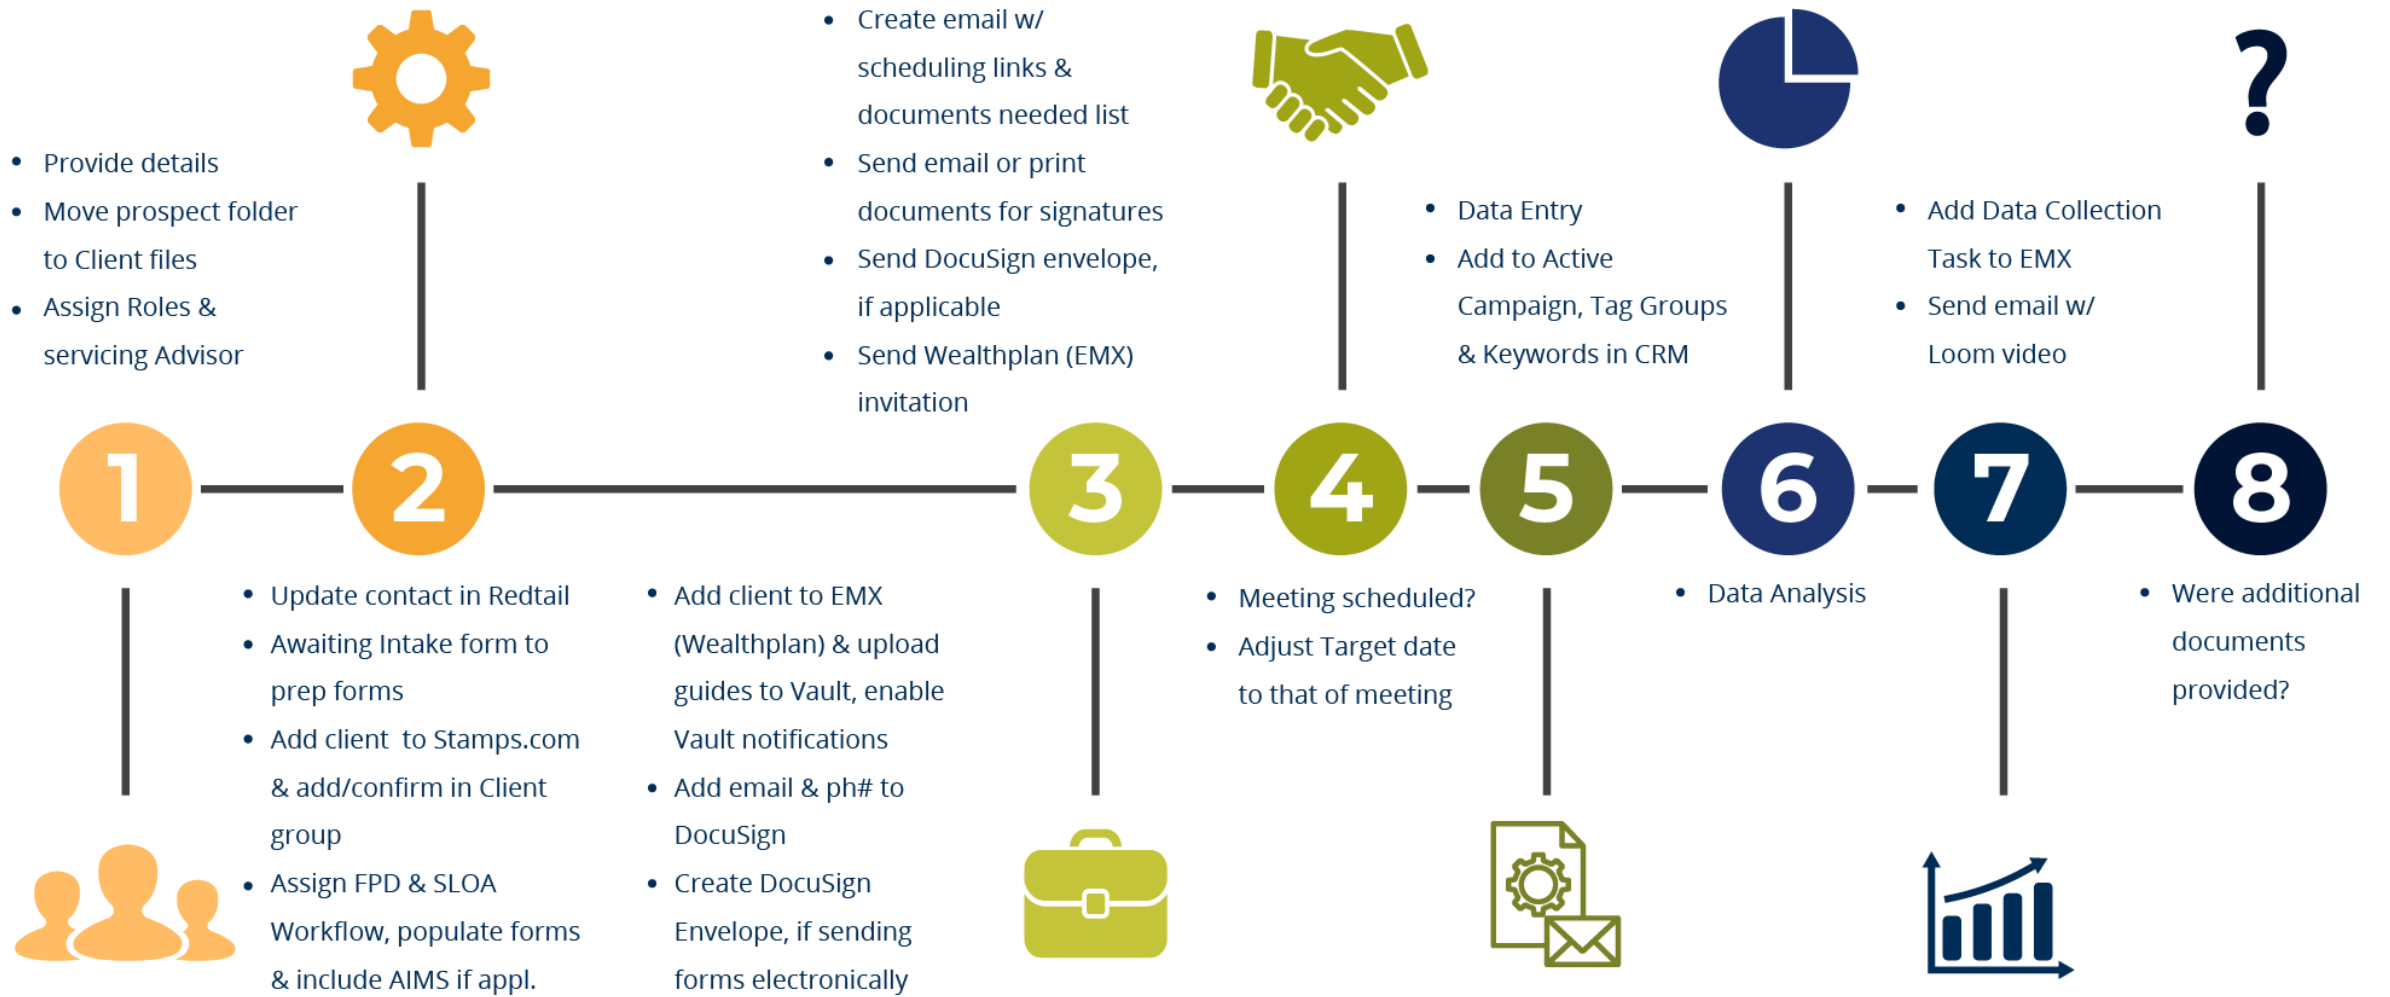 • Provide details
• Move prospect folder
to Client files
• Assign Roles &
servicing Advisor
1
2
• Update contact in Redtail
• Awaiting Intake form to
prep forms
• Add client  to Stamps.com
& add/confirm in Client
group
• Assign FPD & SLOA
Workflow, populate forms
& include AIMS if appl.
• Add client to EMX
(Wealthplan) & upload
guides to Vault, enable
Vault notifications
• Add email & ph# to
DocuSign
• Create DocuSign
Envelope, if sending
forms electronically
• Create email w/
scheduling links &
documents needed list
• Send email or print
documents for signatures
• Send DocuSign envelope,
if applicable
• Send Wealthplan (EMX)
invitation
3
4
• Meeting scheduled?
• Adjust Target date
to that of meeting
• Data Entry
• Add to Active
Campaign, Tag Groups
& Keywords in CRM
5
6
• Data Analysis
• Add Data Collection
Task to EMX
• Send email w/
Loom video
7
?
8
• Were additional
documents
provided?